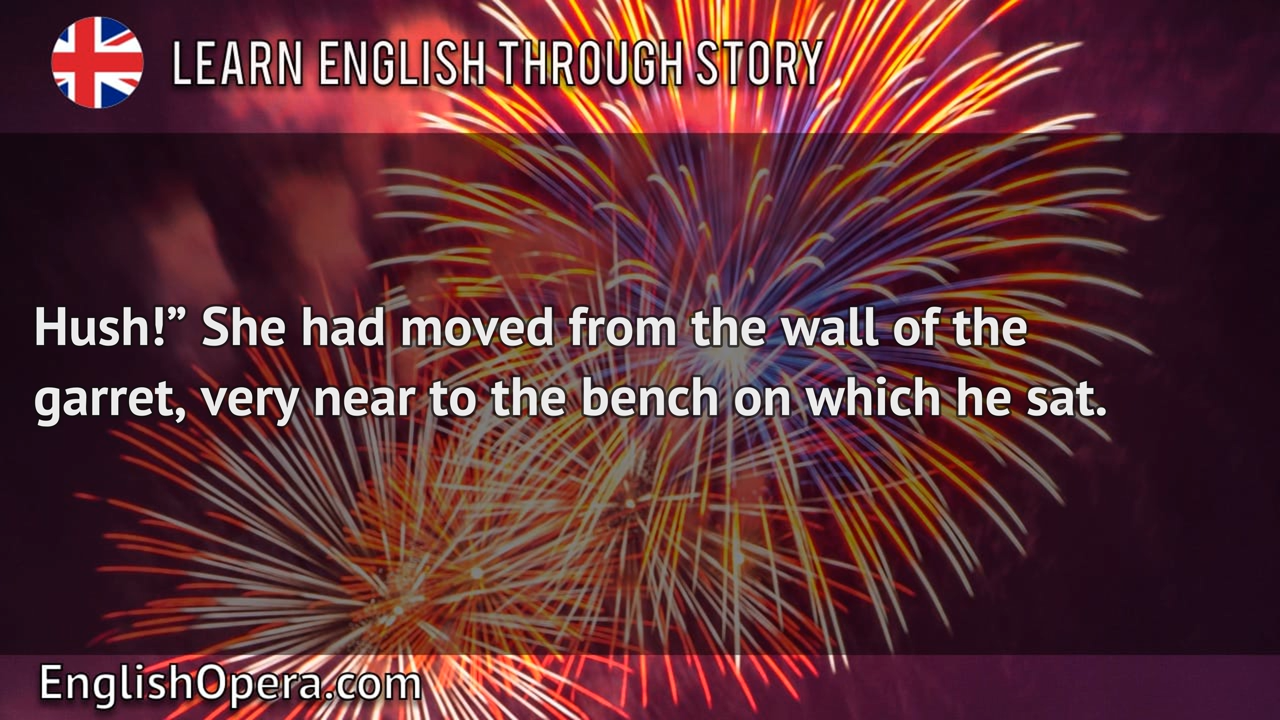 LEARN ENGLISH THROUGH STORY
Hush!” She had moved from the wall of the
garret, very near to the bench on which he sat.
EnglishOpera.com